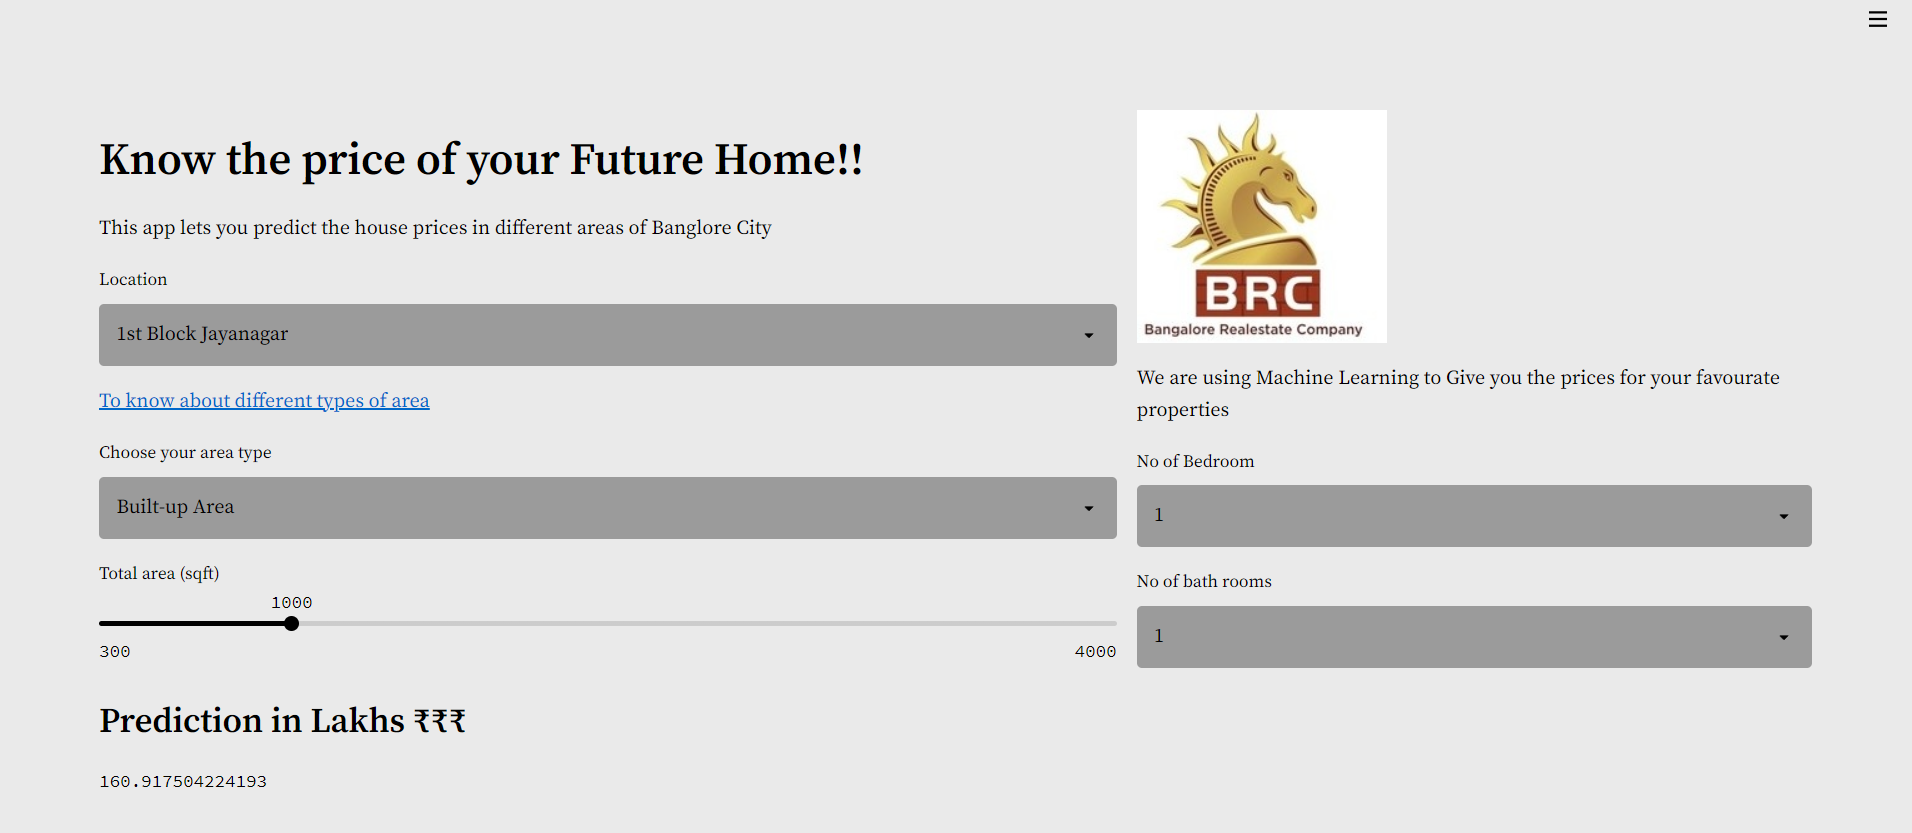 Know the price of your Future Home!!
This app lets you predict the house prices in different areas of Banglore City
Location
1st Block Jayanagar
To know about different types of area
Choose your area type
Built-up Area
Total area (sqft)
1000
300
4000
Prediction in Lakhs ₹₹₹
160.917504224193
BRC
Bangalore Realestate Company
We are using Machine Learning to Give you the prices for your favourate
properties
No of Bedroom
1
No of bath rooms
1